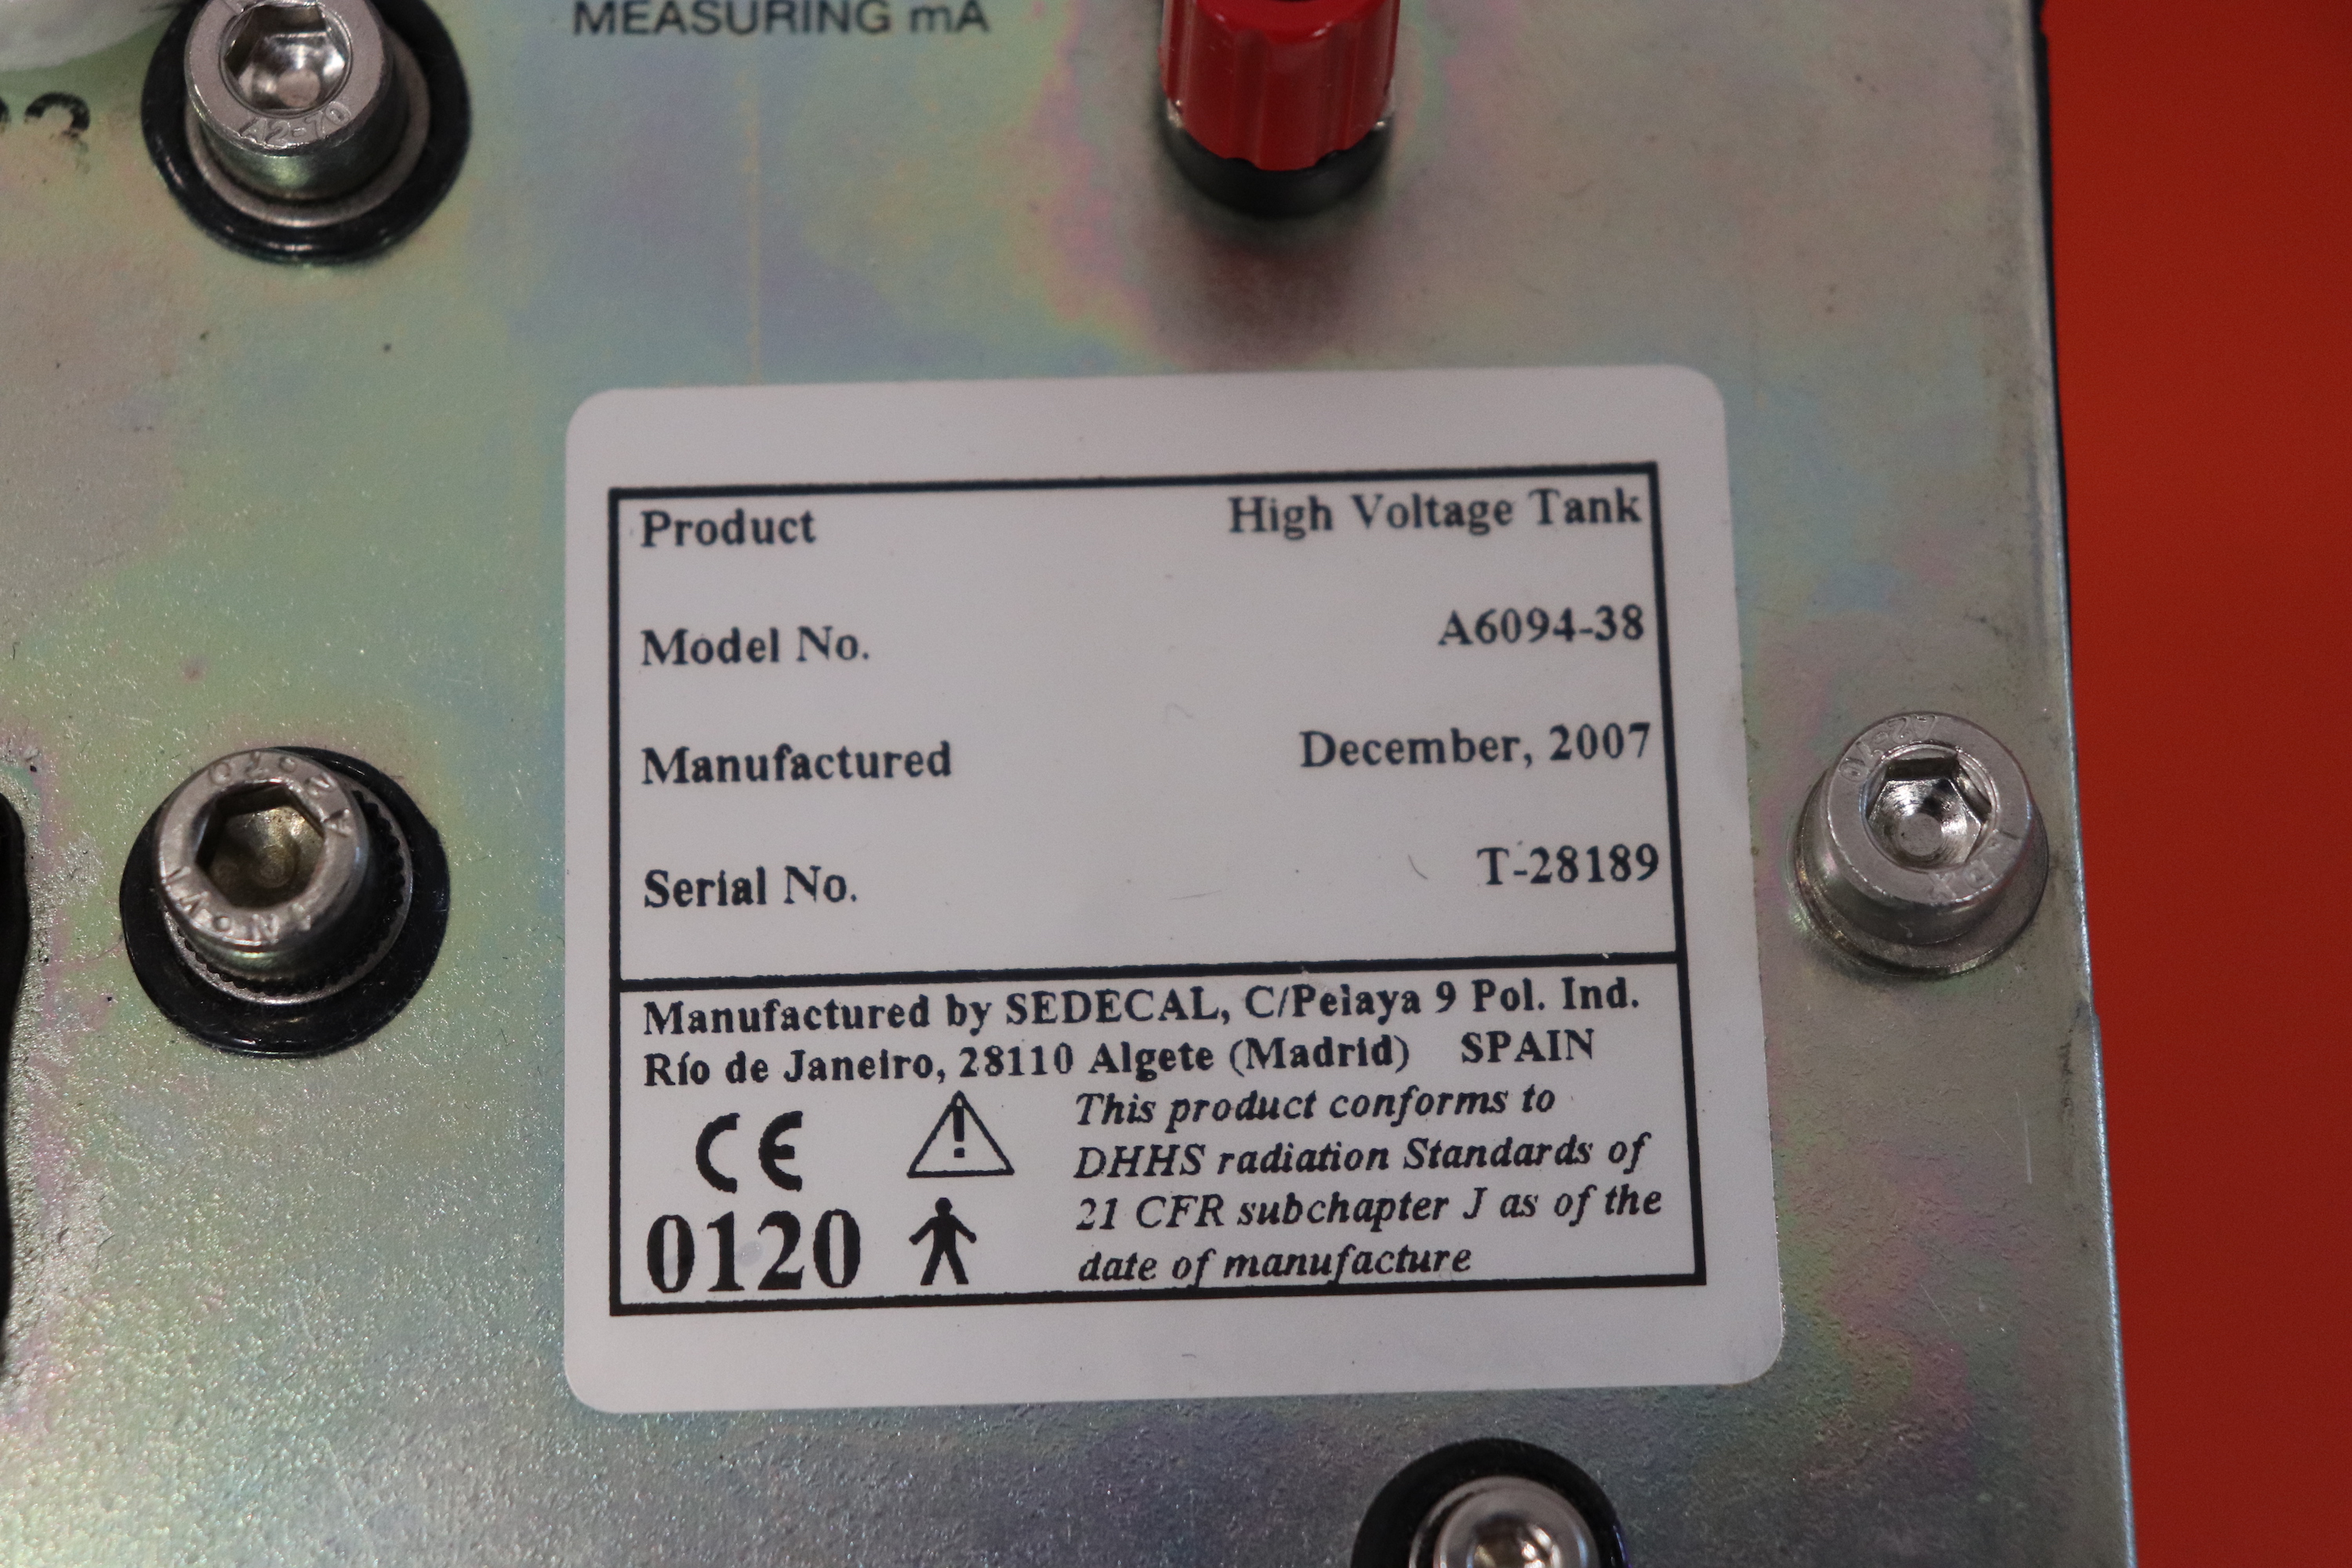 MEASURING mA
A2-70
Product High Voltage Tank
Model No. A6094-38
Manufactured December, 2007
Serial No. T-28189
Manufactured by SEDECAL, C/Pelaya 9 Pol. Ind.
Río de Janeiro, 28110 Algete (Madrid) SPAIN
CE
0120
This product conforms to
DHHS radiation Standards of
21 CFR subchapter J as of the
date of manufacture